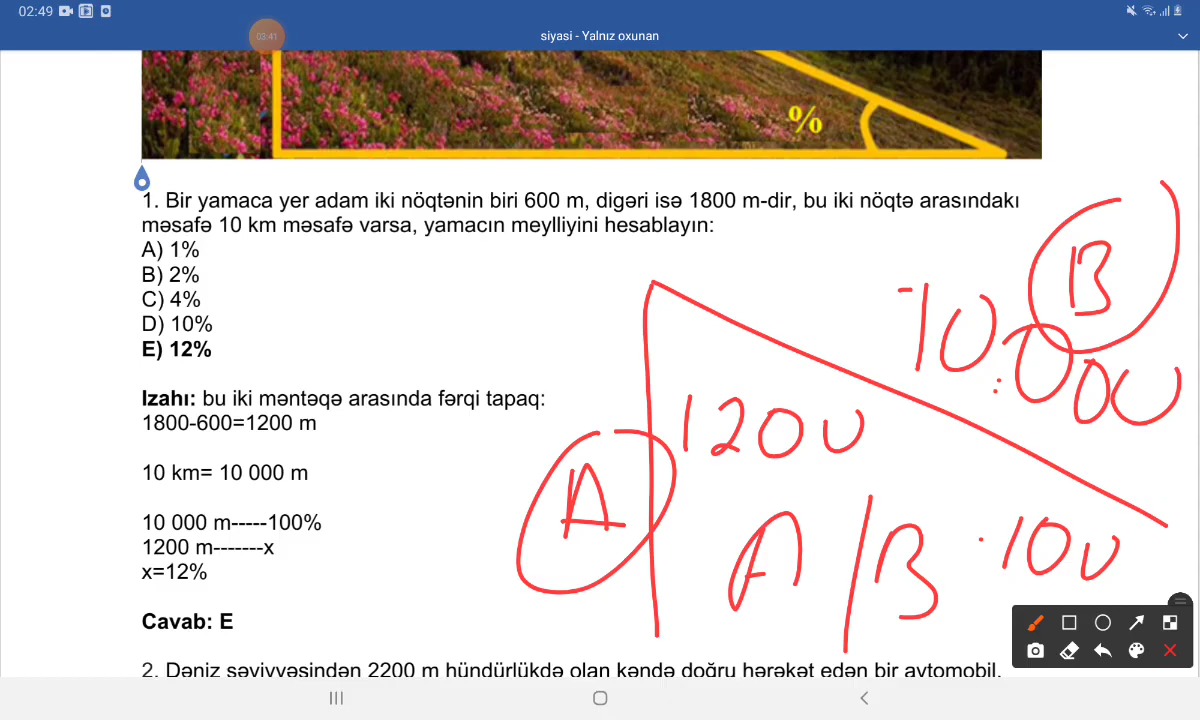 02:49
03:41
siyasi - Yalnız oxunan
%
1. Bir yamaca yer adam iki nöqtənin biri 600 m, digəri isə 1800 m-dir, bu iki nöqtə arasındakı
məsafə 10 km məsafə varsa, yamacın meylliyini hesablayın:
A) 1%
B) 2%
C) 4%
D) 10%
E) 12%
Izahı: bu iki məntəqə arasında fərqi tapaq:
1800-600=1200 m
10 km= 10 000 m
10 000 m-----100%
1200 m-------x
x=12%
Cavab: E
2. Dəniz səviyyəsindən 2200 m hündürlükdə olan kəndə doğru hərəkət edən bir avtomobil,
B
10.000
1200
A
A/B ·100